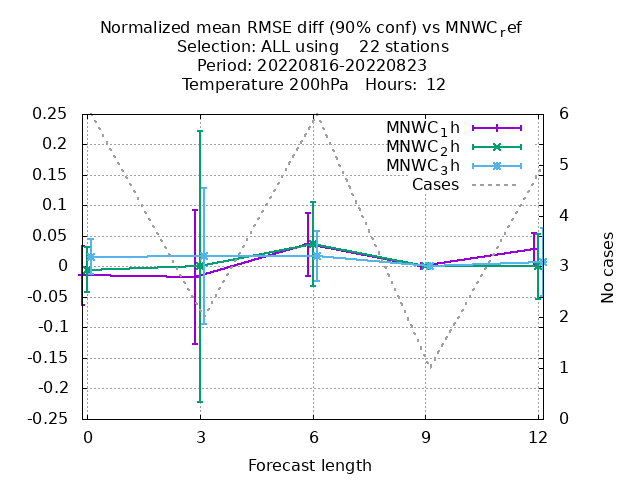 Normalized mean RMSE diff (90% conf) vs MNWC_ref
Selection: ALL using    22 stations
Period: 20220816-20220823
Temperature 200hPa   Hours:  12
MNWC_1h
MNWC_2h
MNWC_3h
Cases
0.25
0.2
0.15
0.1
0.05
0
-0.05
-0.1
-0.15
-0.2
-0.25
6
5
4
3
2
1
0
No cases
0 3 6 9 12
Forecast length